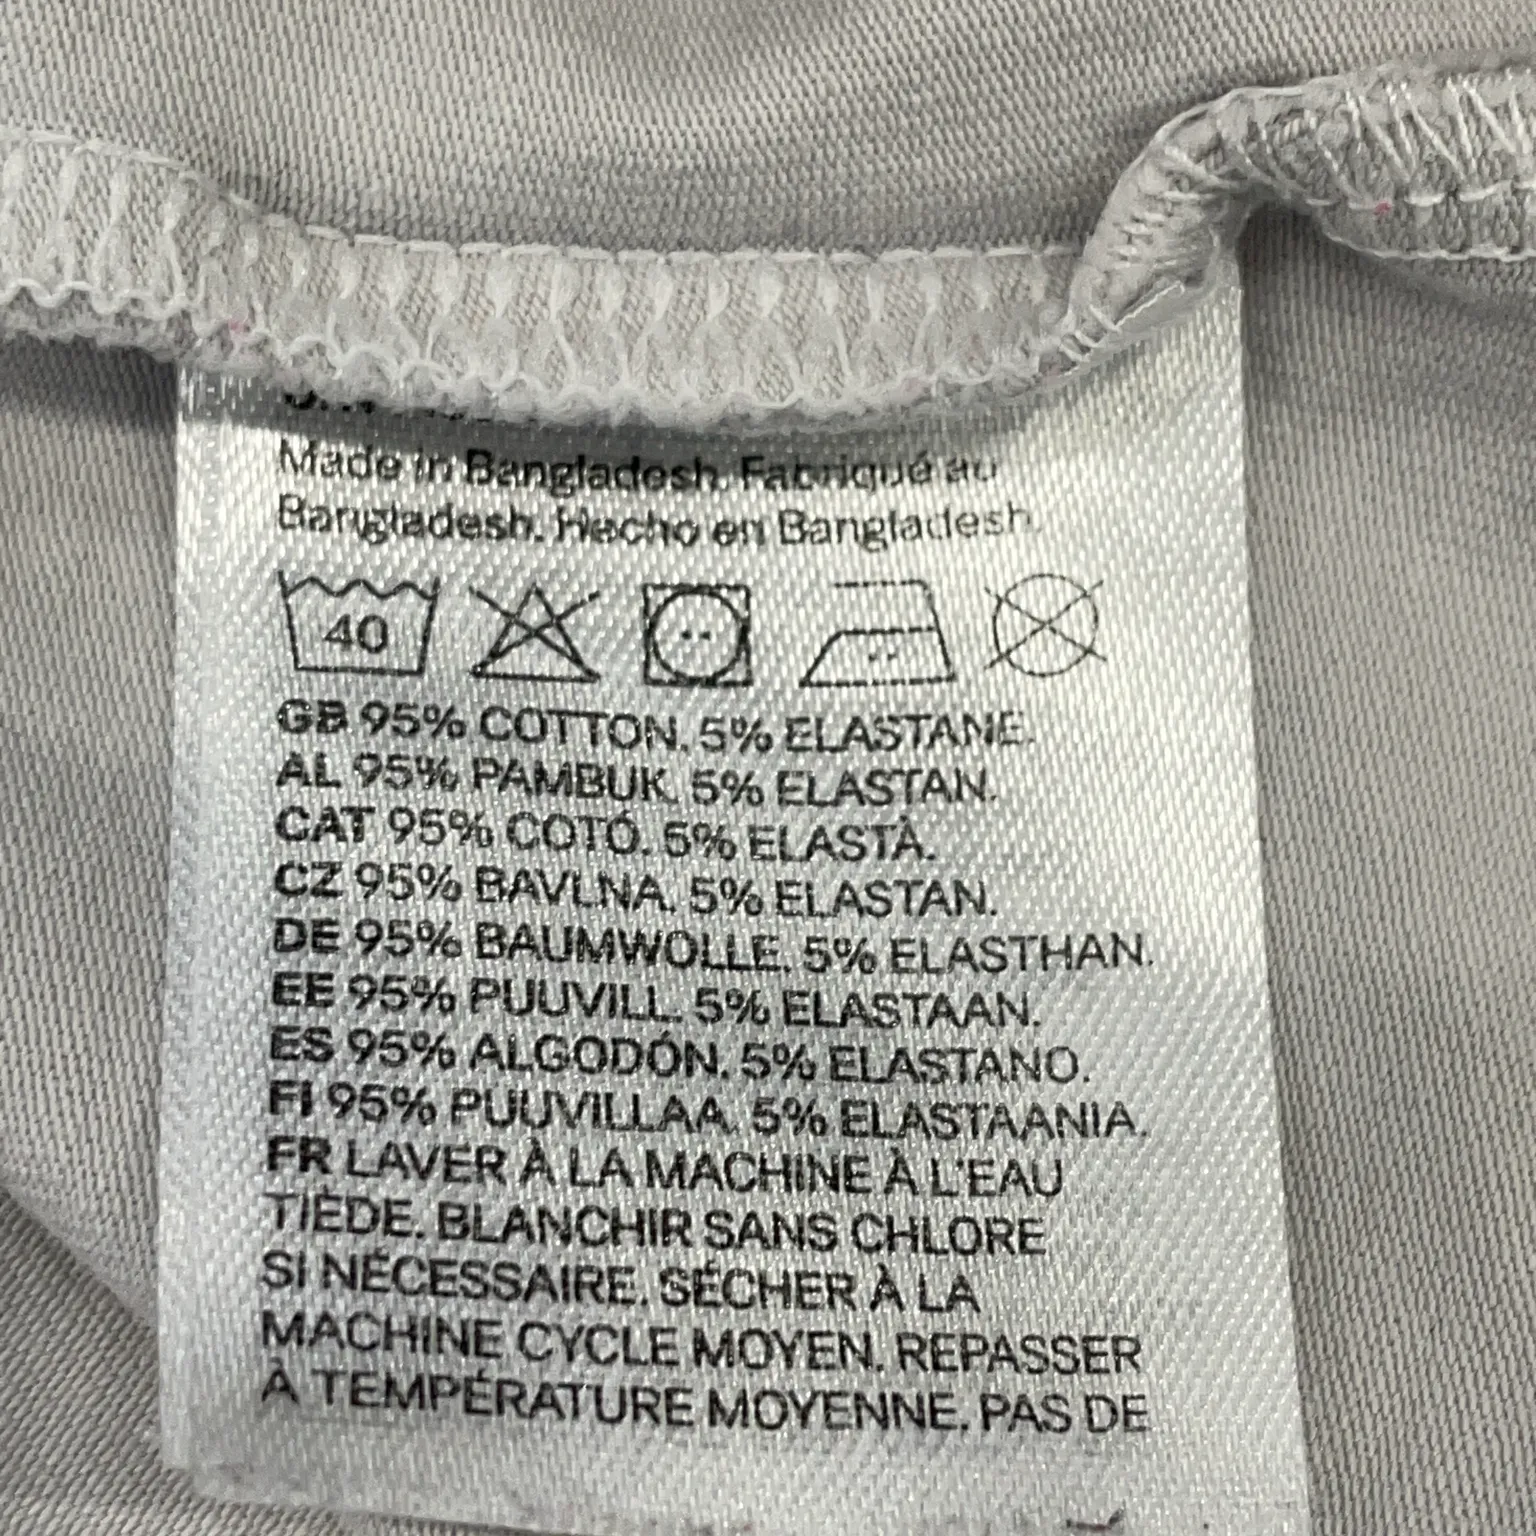 Made in Bangladesh. Fabriqué au
Bangladesh. Hecho en Bangladesh.
40
GB 95% COTTON. 5% ELASTANE.
AL 95% PAMBUK. 5% ELASTAN.
CAT 95% COTÓ. 5% ELASTÀ.
CZ 95% BAVLNA. 5% ELASTAN.
DE 95% BAUMWOLLE. 5% ELASTHAN.
EE 95% PUUVILL. 5% ELASTAAN.
ES 95% ALGODÓN. 5% ELASTANO.
FI 95% PUUVILLAA. 5% ELASTAANIA.
FR LAVER À LA MACHINE À L'EAU
TIÈDE. BLANCHIR SANS CHLORE
SI NÉCESSAIRE. SÉCHER À LA
MACHINE CYCLE MOYEN. REPASSER
À TEMPÉRATURE MOYENNE. PAS DE